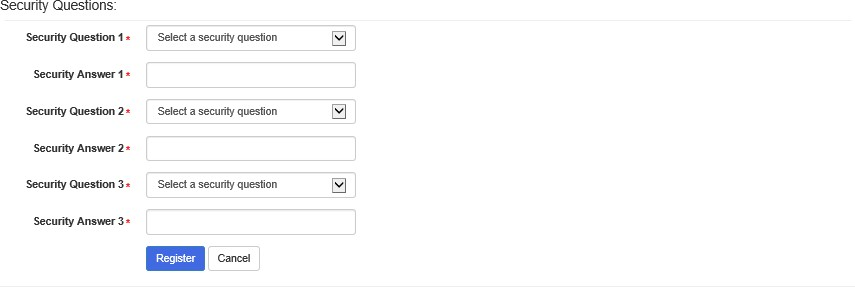 Security Questions:
Security Question 1 * Select a security question
Security Answer 1 *
Security Question 2 * Select a security question
Security Answer 2 *
Security Question 3 * Select a security question
Security Answer 3 *
Register Cancel